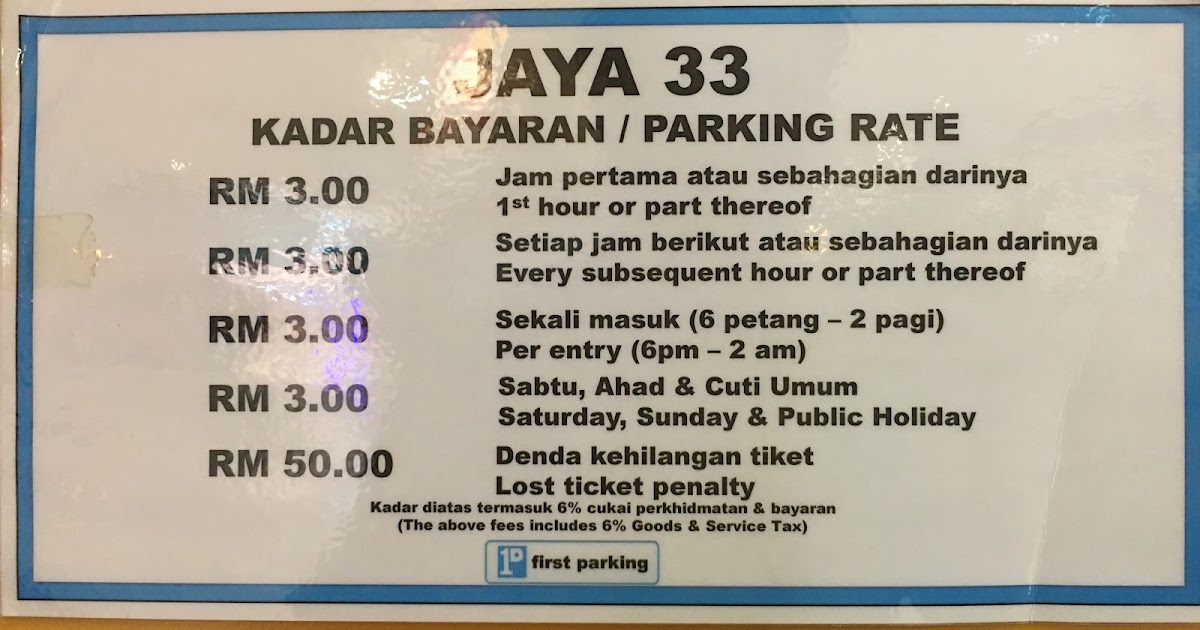 JAYA 33
KADAR BAYARAN / PARKING RATE
RM 3.00
Jam pertama atau sebahagian darinya
1st hour or part thereof
RM 3.00
Setiap jam berikut atau sebahagian darinya
Every subsequent hour or part thereof
RM 3.00
Sekali masuk (6 petang – 2 pagi)
Per entry (6pm – 2 am)
RM 3.00
Sabtu, Ahad & Cuti Umum
Saturday, Sunday & Public Holiday
RM 50.00
Denda kehilangan tiket
Lost ticket penalty
Kadar diatas termasuk 6% cukai perkhidmatan & bayaran
(The above fees includes 6% Goods & Service Tax)
1P first parking